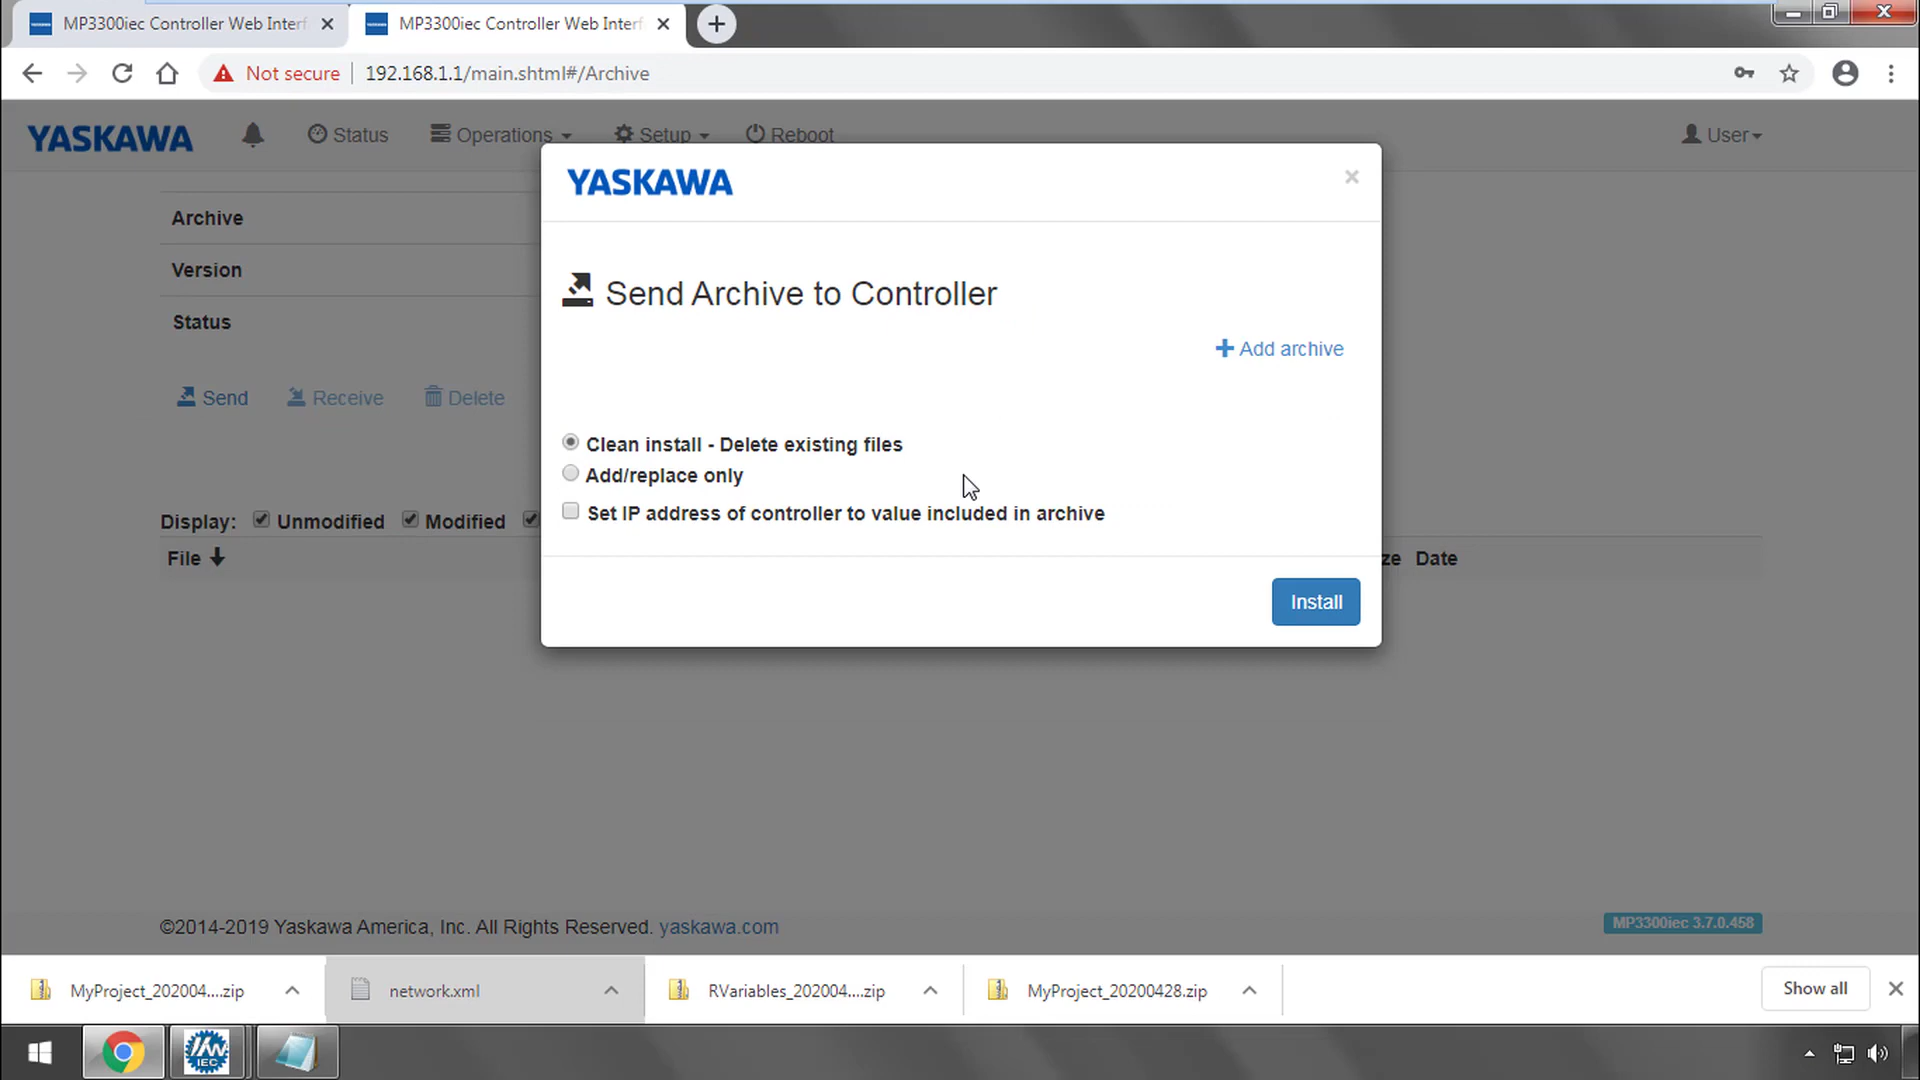 MP3300iec Controller Web Interf
MP3300iec Controller Web Interf
Not secure
192.168.1.1/main.shtml#/Archive
YASKAWA
Status
Operations
Setup
Reboot
User
YASKAWA
×
Archive
Version
Send Archive to Controller
Status
Add archive
Send
Receive
Delete
Clean install - Delete existing files
Add/replace only
Set IP address of controller to value included in archive
Display:
Unmodified
Modified
File
ze
Date
Install
©2014-2019 Yaskawa America, Inc. All Rights Reserved. yaskawa.com
MP3300iec 3.7.0.458
MyProject_202004....zip
network.xml
RVariables_202004....zip
MyProject_20200428.zip
Show all
IEC